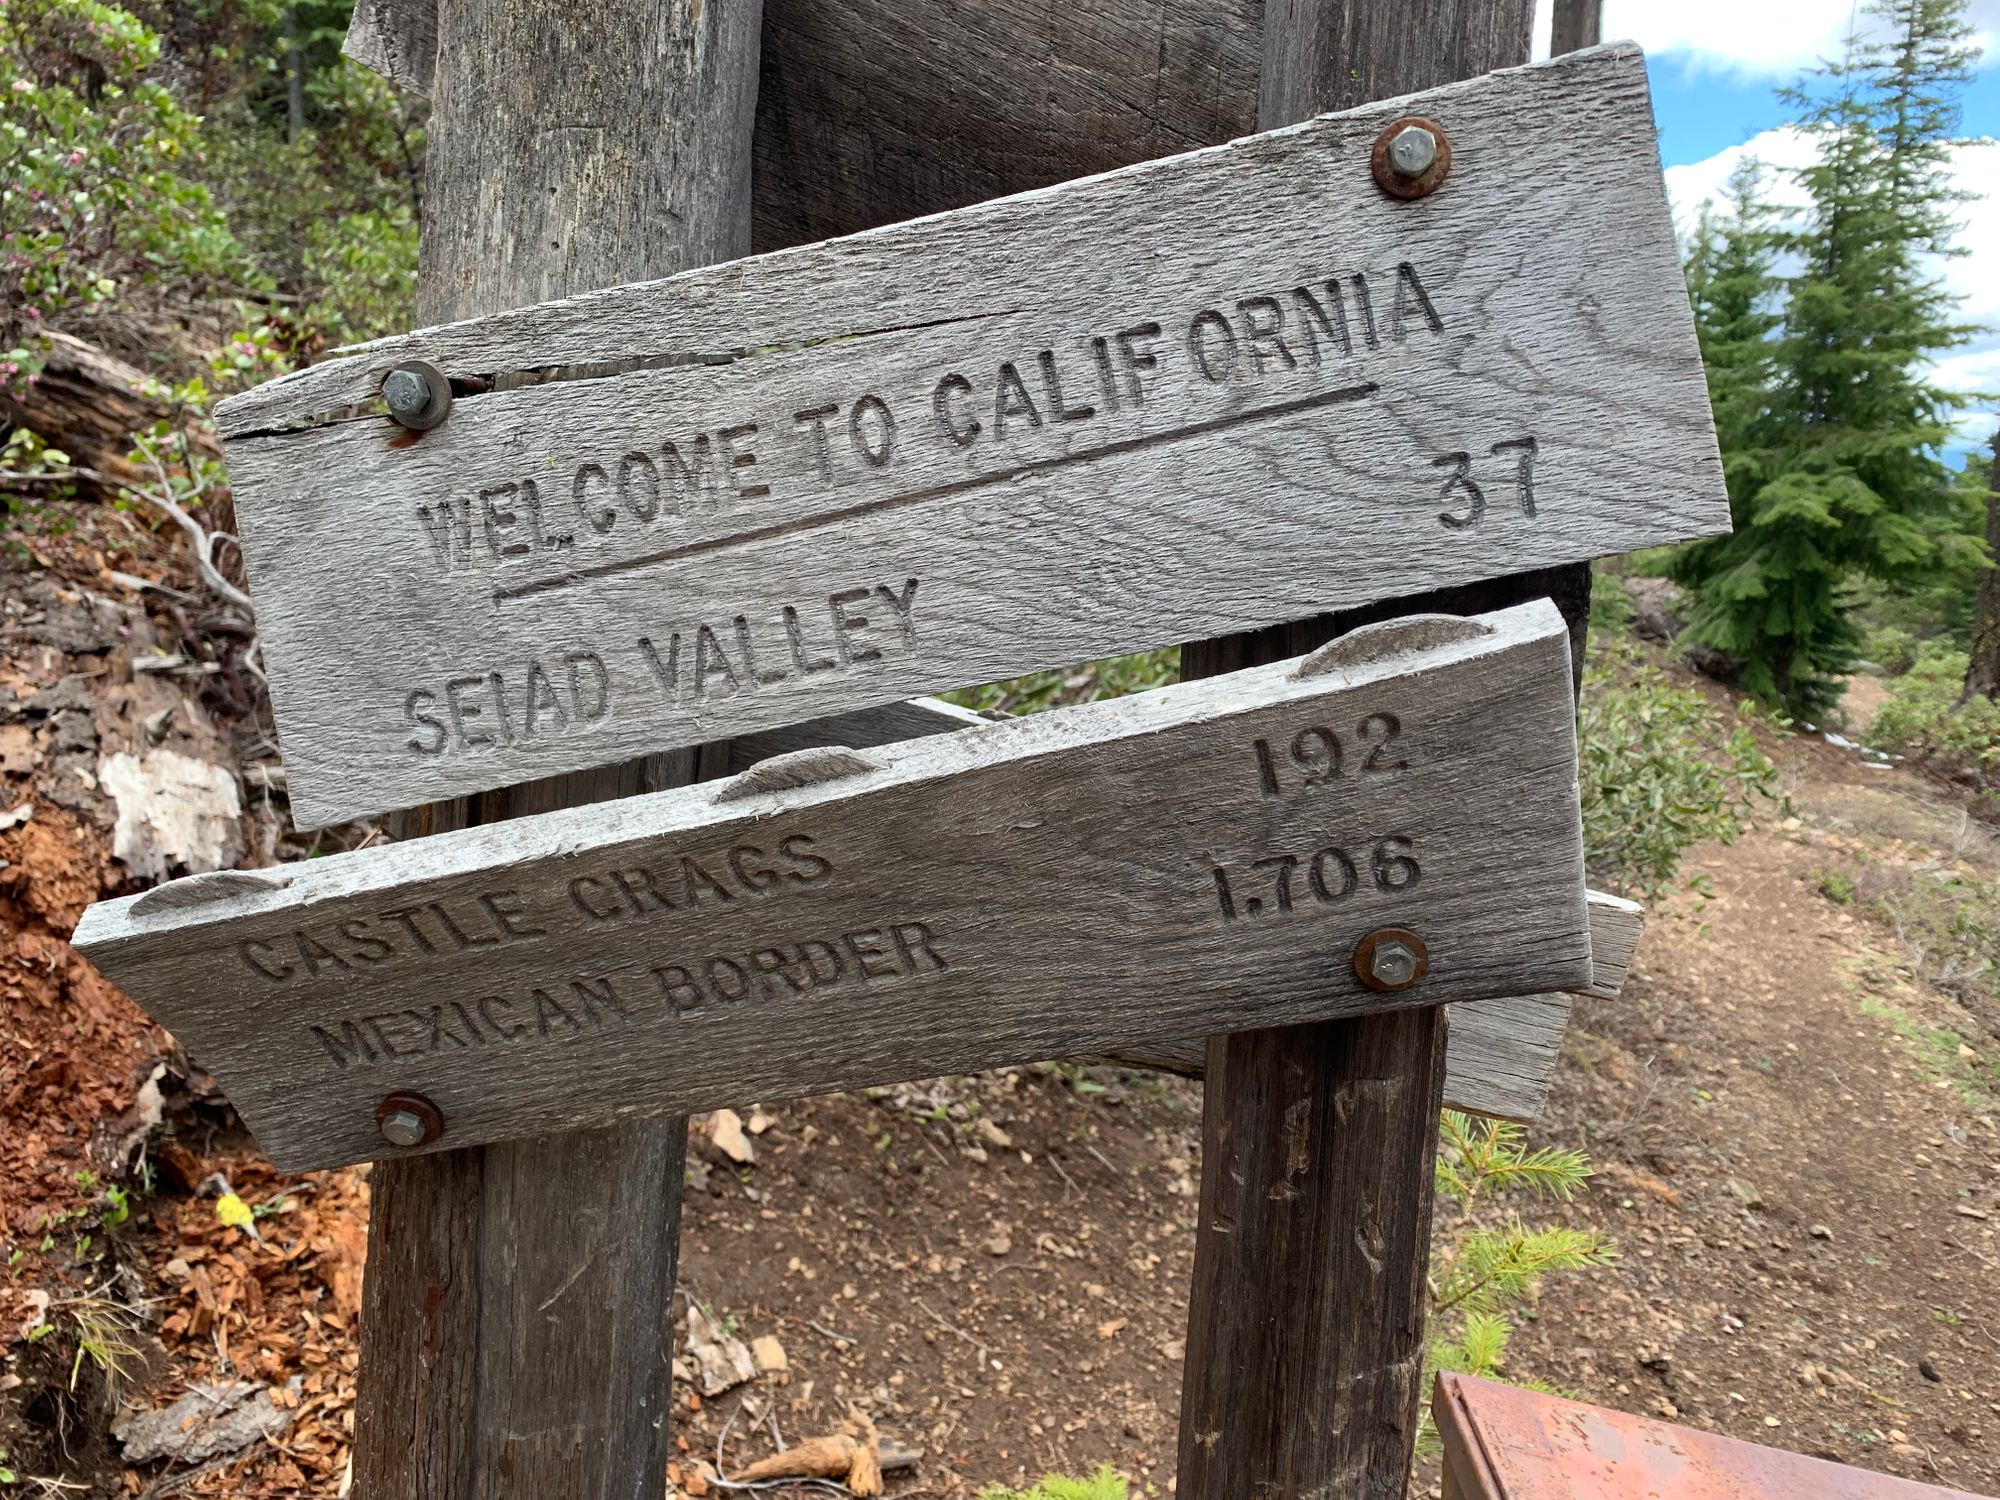 WELCOME TO CALIFORNIA
SEIAD VALLEY 37
CASTLE CRAGS 192
MEXICAN BORDER 1,706